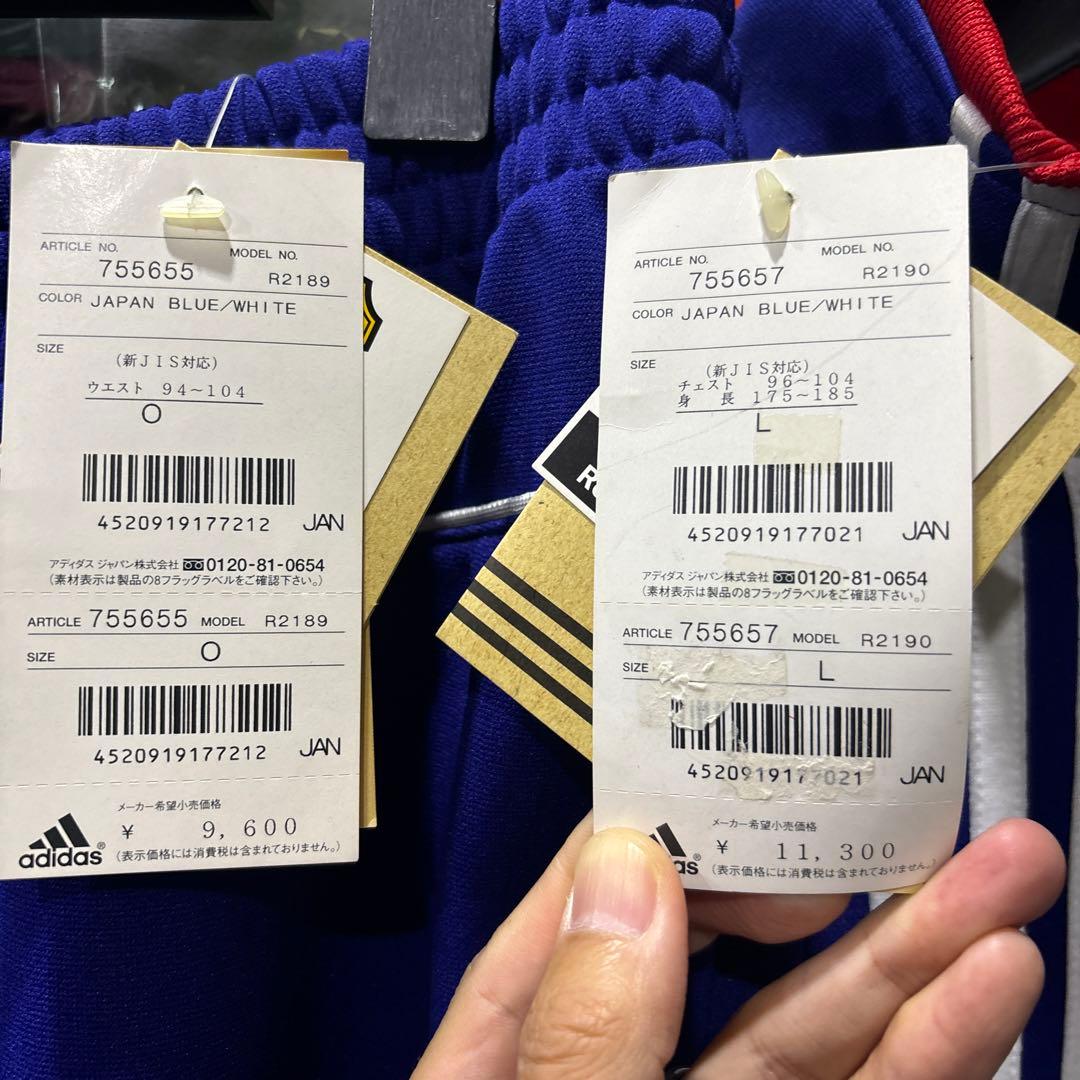 ARTICLE NO. MODEL NO.
755655 R2189
COLOR JAPAN BLUE/WHITE
SIZE
(新JIS対応)
ウエスト 94~104
O
4520919177212 JAN
アディダス ジャパン株式会社 0120-81-0654
(素材表示は製品の8フラッグラベルをご確認下さい。)
ARTICLE 755655 MODEL R2189
SIZE O
4520919177212 JAN
メーカー希望小売価格
¥ 9,600
adidas®
(表示価格には消費税は含まれておりません。)
ARTICLE NO. MODEL NO.
755657 R2190
COLOR JAPAN BLUE/WHITE
SIZE
(新JIS対応)
チェスト 96~104
身 長 175~185
L
4520919177021 JAN
アディダス ジャパン株式会社 0120-81-0654
(素材表示は製品の8フラッグラベルをご確認下さい。)
ARTICLE 755657 MODEL R2190
SIZE L
4520919177021 JAN
メーカー希望小売価格
¥ 11,300
as®
(表示価格には消費税は含まれておりません。)